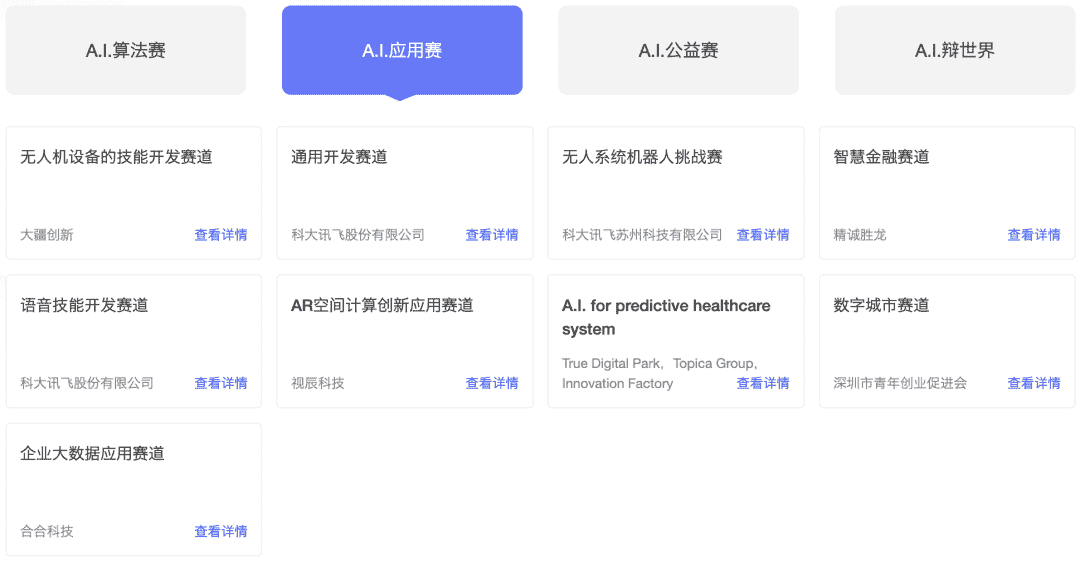 A.I.算法赛
A.I.应用赛
A.I.公益赛
A.I.辩世界
无人机设备的技能开发赛道
大疆创新
查看详情
通用开发赛道
科大讯飞股份有限公司
查看详情
无人系统机器人挑战赛
科大讯飞苏州科技有限公司
查看详情
智慧金融赛道
精诚胜龙
查看详情
语音技能开发赛道
科大讯飞股份有限公司
查看详情
AR空间计算创新应用赛道
视辰科技
查看详情
A.I. for predictive healthcare
system
True Digital Park，Topica Group，
Innovation Factory
查看详情
数字城市赛道
深圳市青年创业促进会
查看详情
企业大数据应用赛道
合合科技
查看详情